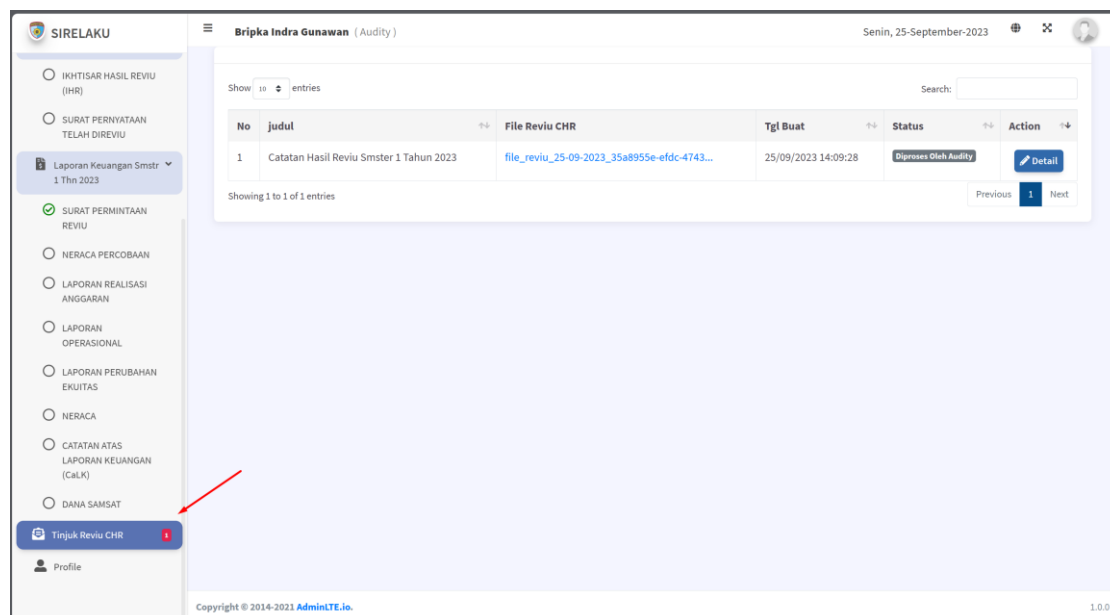 SIRELAKU
Bripka Indra Gunawan ( Audity )
Senin, 25-September-2023
IKHTISAR HASIL REVIU
(IHR)
SURAT PERNYATAAN
TELAH DIREVIU
Laporan Keuangan Smstr
1 Thn 2023
SURAT PERMINTAAN
REVIU
NERACA PERCOBAAN
LAPORAN REALISASI
ANGGARAN
LAPORAN
OPERASIONAL
LAPORAN PERUBAHAN
EKUITAS
NERACA
CATATAN ATAS
LAPORAN KEUANGAN
(CaLK)
DANA SAMSAT
Tinjuk Reviu CHR 1
Profile
Show 10 entries
Search:
No judul File Reviu CHR Tgl Buat Status Action
1 Catatan Hasil Reviu Smster 1 Tahun 2023 file_reviu_25-09-2023_35a8955e-efdc-4743... 25/09/2023 14:09:28 Diproses Oleh Audity Detail
Showing 1 to 1 of 1 entries
Previous 1 Next
Copyright © 2014-2021 AdminLTE.io.
1.0.0